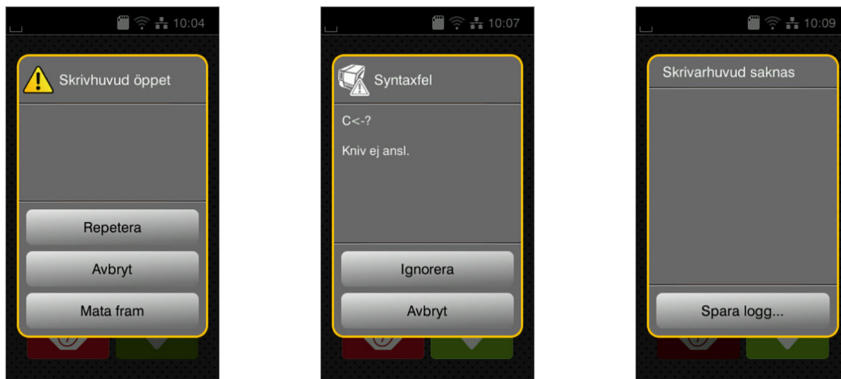 10:04
Skrivhuvud öppet
Repetera
Avbryt
Mata fram
10:07
Syntaxfel
C<-?
Kniv ej ansl.
Ignorera
Avbryt
10:09
Skrivarhuvud saknas
Spara logg...